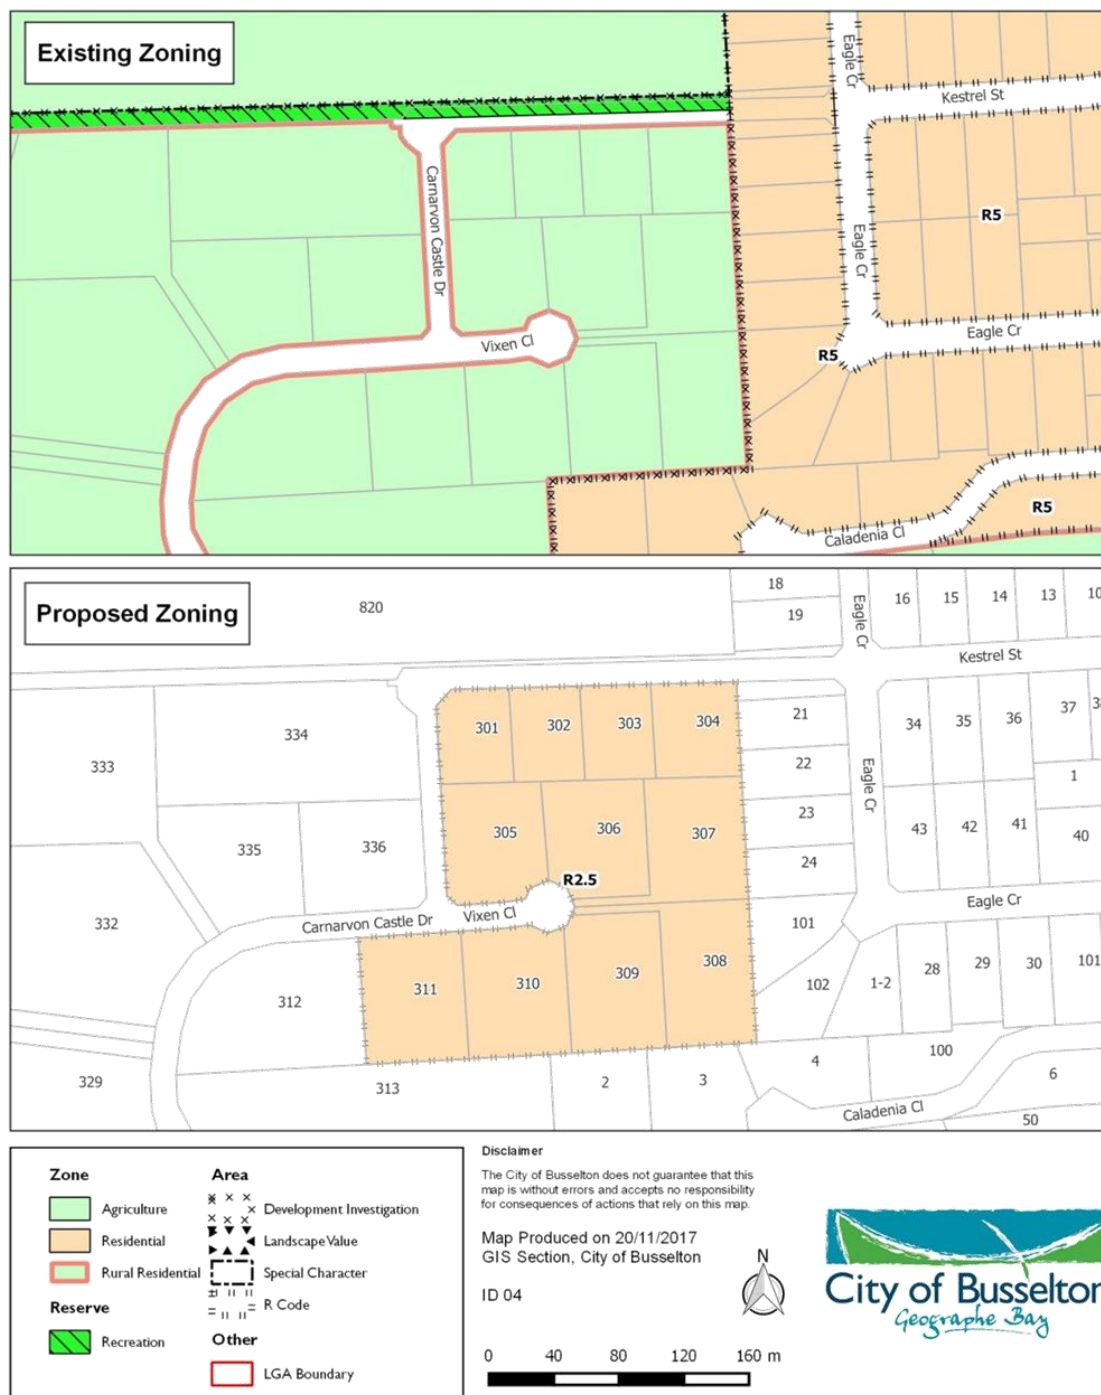 Existing Zoning
Eagle Cr
Kestrel St
Carnarvon Castle Dr
R5
Eagle Cr
Eagle Cr
Vixen Cl
R5
R5
Caladenia Cl
Proposed Zoning
820
18
19
Eagle Cr
16
15
14
13
10
Kestrel St
334
333
301
302
303
304
21
34
35
36
37
22
1
Eagle Cr
335
336
305
306
307
23
43
42
41
40
24
R2.5
332
Carnarvon Castle Dr
Vixen Cl
101
Eagle Cr
312
311
310
309
308
102
1-2
28
29
30
101
329
313
2
3
4
100
6
Caladenia Cl
50
Zone
Agriculture
Residential
Rural Residential
Reserve
Recreation
Area
Development Investigation
Landscape Value
Special Character
R Code
Other
LGA Boundary
Disclaimer
The City of Busselton does not guarantee that this
map is without errors and accepts no responsibility
for consequences of actions that rely on this map.
Map Produced on 20/11/2017
GIS Section, City of Busselton
ID 04
N
0 40 80 120 160 m
City of Busselton
Geographe Bay